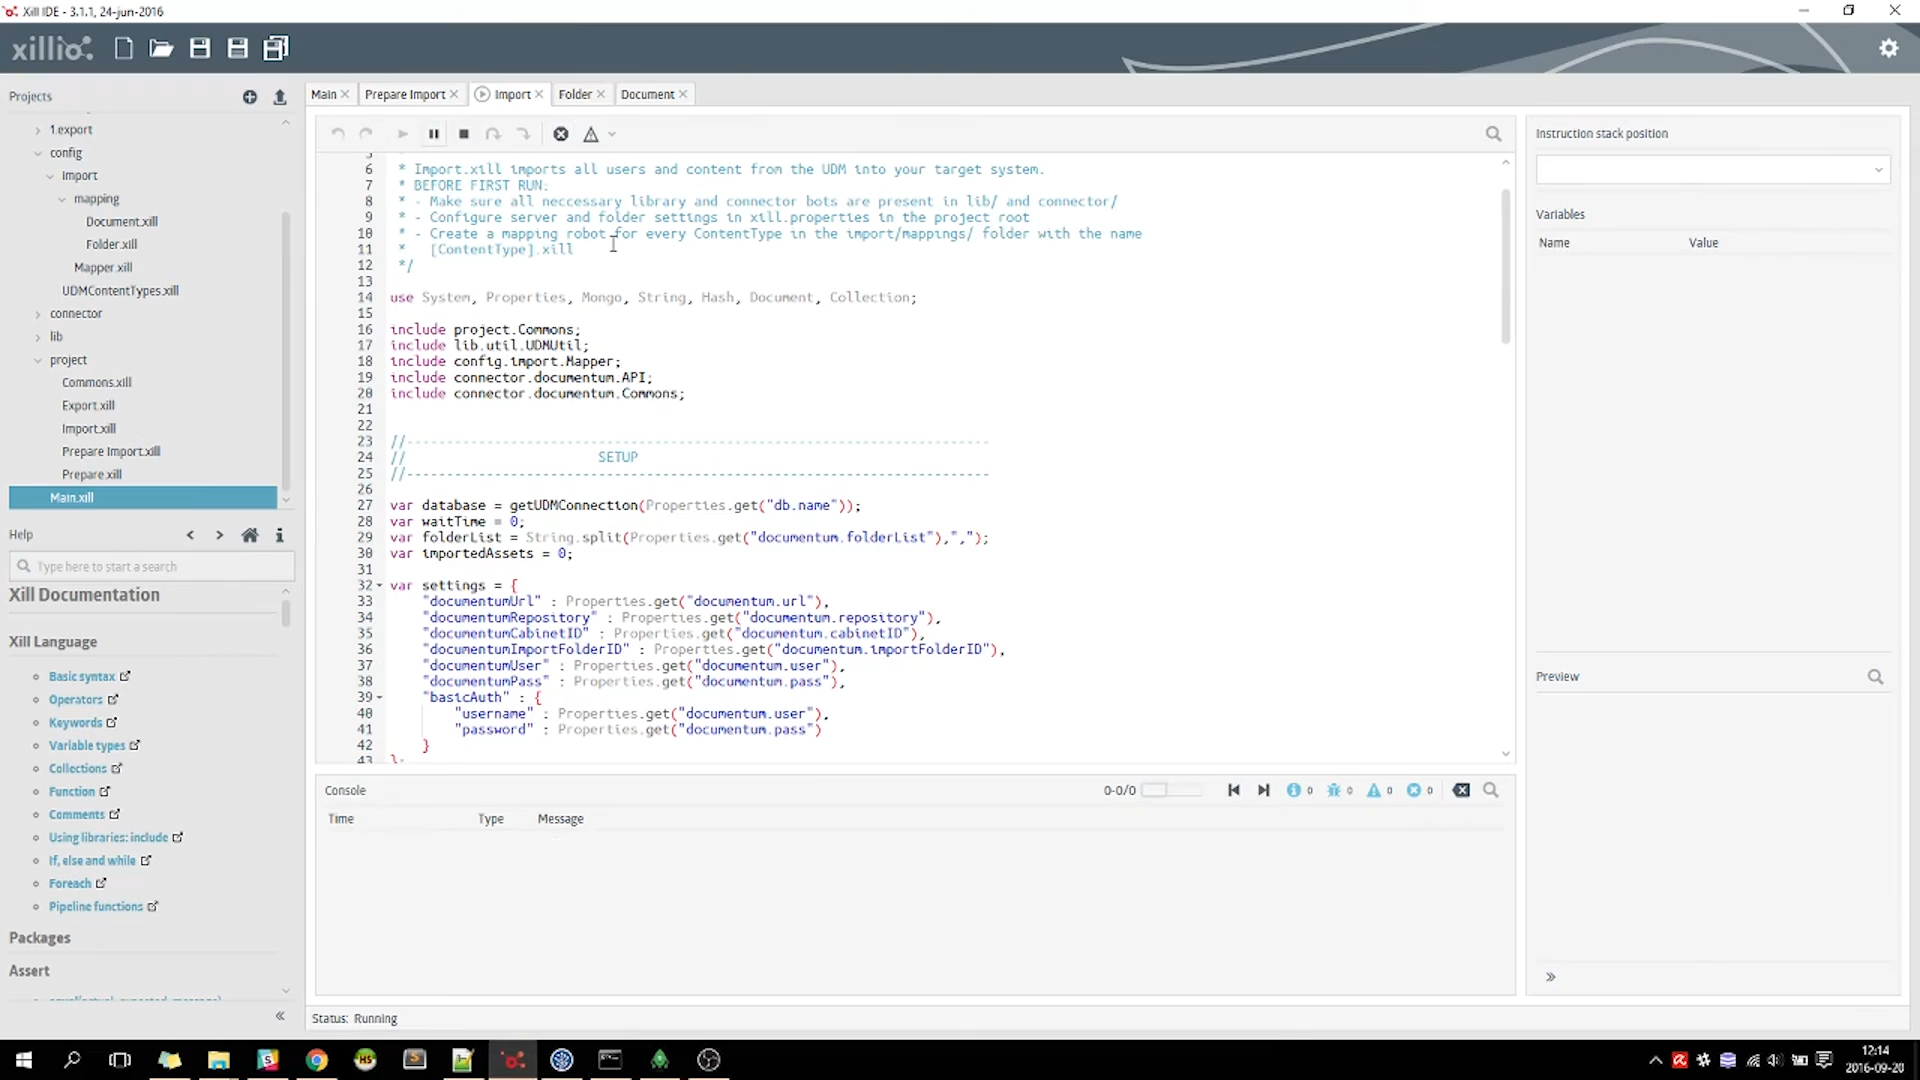 Xill IDE - 3.1.1, 24-jun-2016
xillio
Projects
1.export
config
import
mapping
Document.xill
Folder.xill
Mapper.xill
UDMContentTypes.xill
connector
lib
project
Commons.xill
Export.xill
Import.xill
Prepare Import.xill
Prepare.xill
Main.xill
Help
Type here to start a search
Xill Documentation
Xill Language
Basic syntax
Operators
Keywords
Variable types
Collections
Function
Comments
Using libraries: include
If, else and while
Foreach
Pipeline functions
Packages
Assert
Main
Prepare Import
Import
Folder
Document
6 * Import.xill imports all users and content from the UDM into your target system.
7 * BEFORE FIRST RUN:
8 * - Make sure all neccessary library and connector bots are present in lib/ and connector/
9 * - Configure server and folder settings in xill.properties in the project root
10 * - Create a mapping robot for every ContentType in the import/mappings/ folder with the name
11 * [ContentType].xill
12 */
13
14 use System, Properties, Mongo, String, Hash, Document, Collection;
15
16 include project.Commons;
17 include lib.util.UDMUtil;
18 include config.import.Mapper;
19 include connector.documentum.API;
20 include connector.documentum.Commons;
21
22
23 //-------------------------------------------------------------------------
24 // SETUP
25 //-------------------------------------------------------------------------
26
27 var database = getUDMConnection(Properties.get("db.name"));
28 var waitTime = 0;
29 var folderList = String.split(Properties.get("documentum.folderList"),",");
30 var importedAssets = 0;
31
32 var settings = {
33 "documentumUrl" : Properties.get("documentum.url"),
34 "documentumRepository" : Properties.get("documentum.repository"),
35 "documentumCabinetID" : Properties.get("documentum.cabinetID"),
36 "documentumImportFolderID" : Properties.get("documentum.importFolderID"),
37 "documentumUser" : Properties.get("documentum.user"),
38 "documentumPass" : Properties.get("documentum.pass"),
39 "basicAuth" : {
40 "username" : Properties.get("documentum.user"),
41 "password" : Properties.get("documentum.pass")
42 }
43 };
Console
0-0/0
0
0
0
0
Time Type Message
Status: Running
Instruction stack position
Variables
Name Value
Preview
12:14
2016-09-20